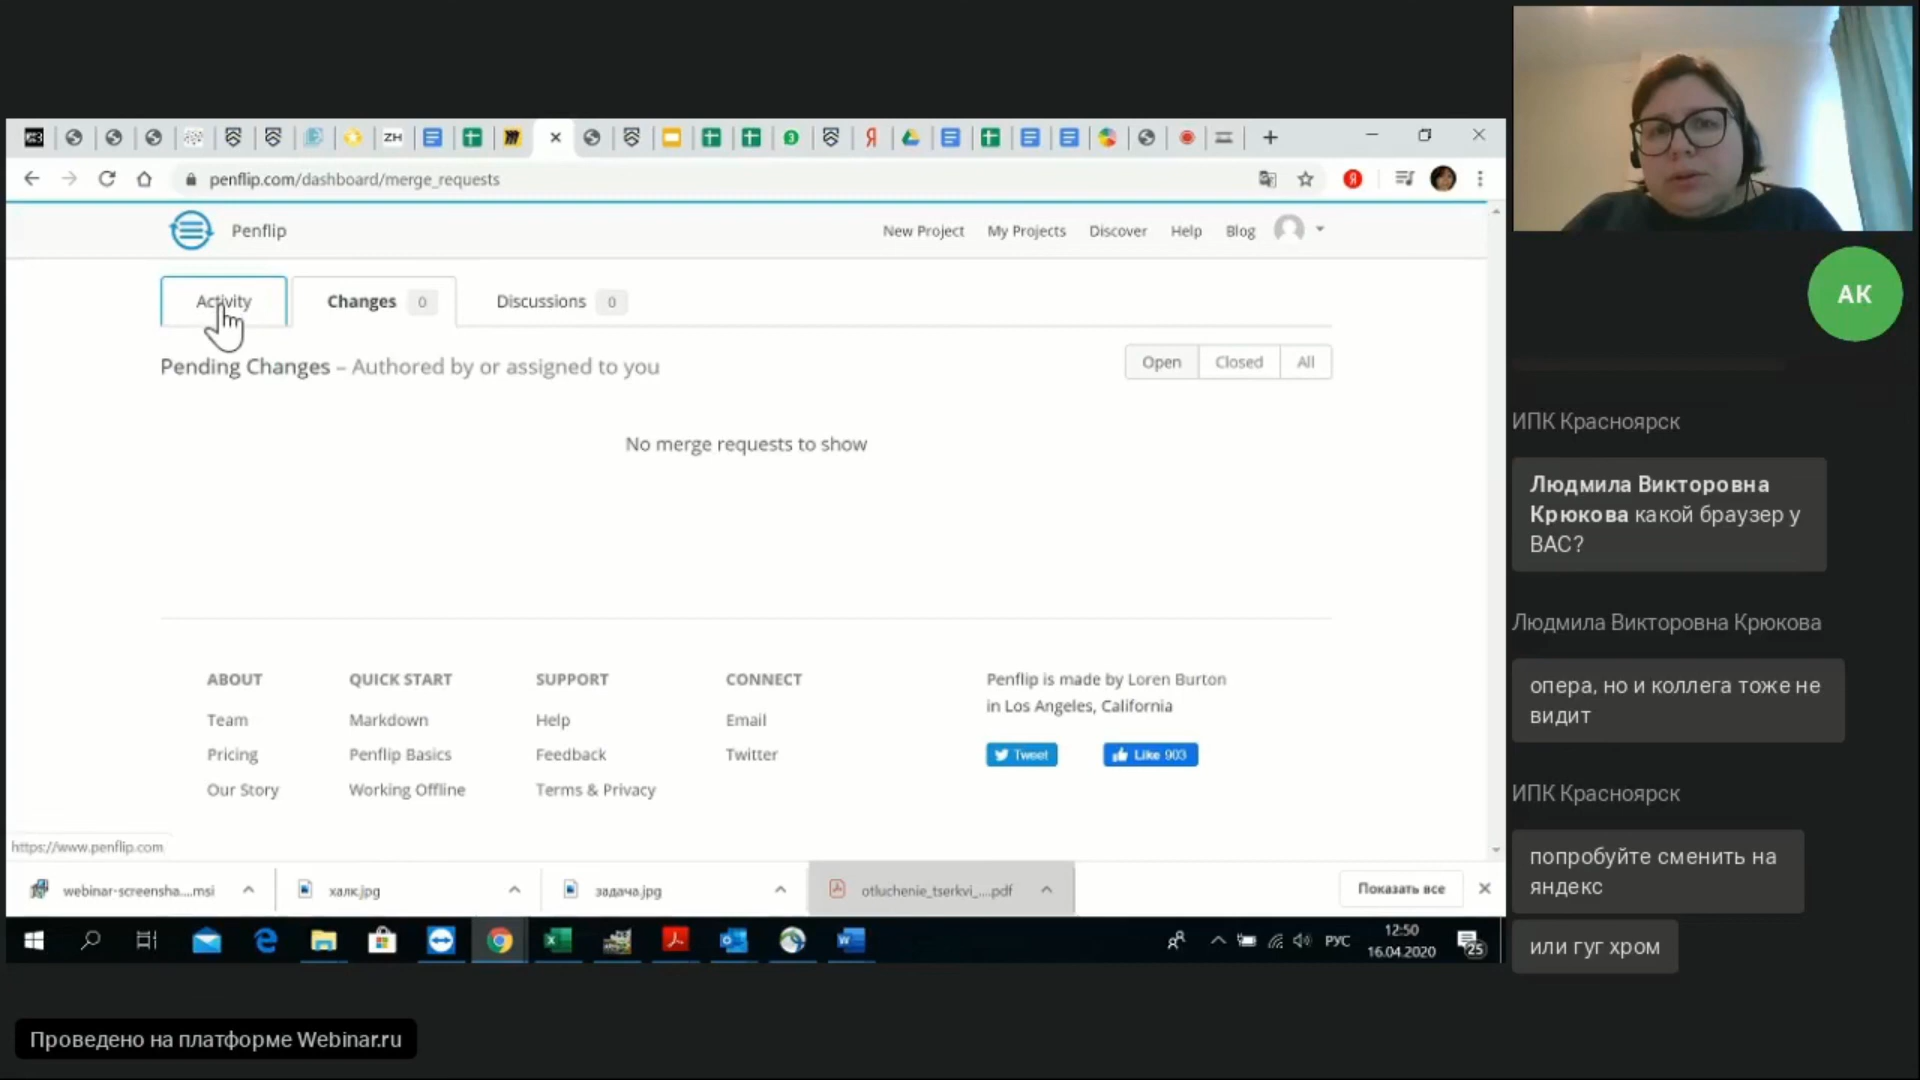 ZH
Я
penflip.com/dashboard/merge_requests
Я
Penflip
New Project
My Projects
Discover
Help
Blog
Activity
Changes 0
Discussions 0
Pending Changes – Authored by or assigned to you
Open
Closed
All
No merge requests to show
ABOUT
Team
Pricing
Our Story
QUICK START
Markdown
Penflip Basics
Working Offline
SUPPORT
Help
Feedback
Terms & Privacy
CONNECT
Email
Twitter
Penflip is made by Loren Burton
in Los Angeles, California
Tweet
Like 903
https://www.penflip.com
webinar-screensha....msi
халк.jpg
задача.jpg
otluchenie_tserkvi_....pdf
Показать все
РУС
12:50
16.04.2020
25
АК
ИПК Красноярск
Людмила Викторовна
Крюкова какой браузер у
ВАС?
Людмила Викторовна Крюкова
опера, но и коллега тоже не
видит
ИПК Красноярск
попробуйте сменить на
яндекс
или гуг хром
Проведено на платформе Webinar.ru